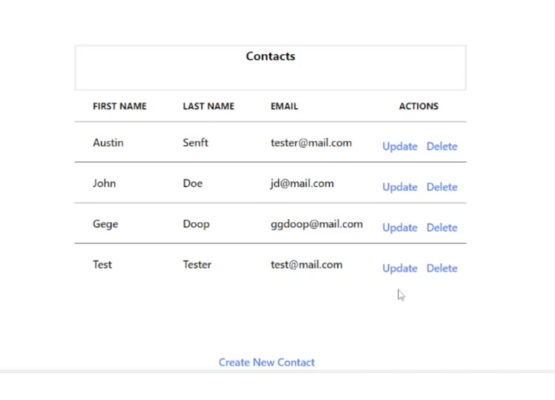 Contacts
FIRST NAME LAST NAME EMAIL ACTIONS
Austin Senft tester@mail.com Update Delete
John Doe jd@mail.com Update Delete
Gege Doop ggdoop@mail.com Update Delete
Test Tester test@mail.com Update Delete
Create New Contact